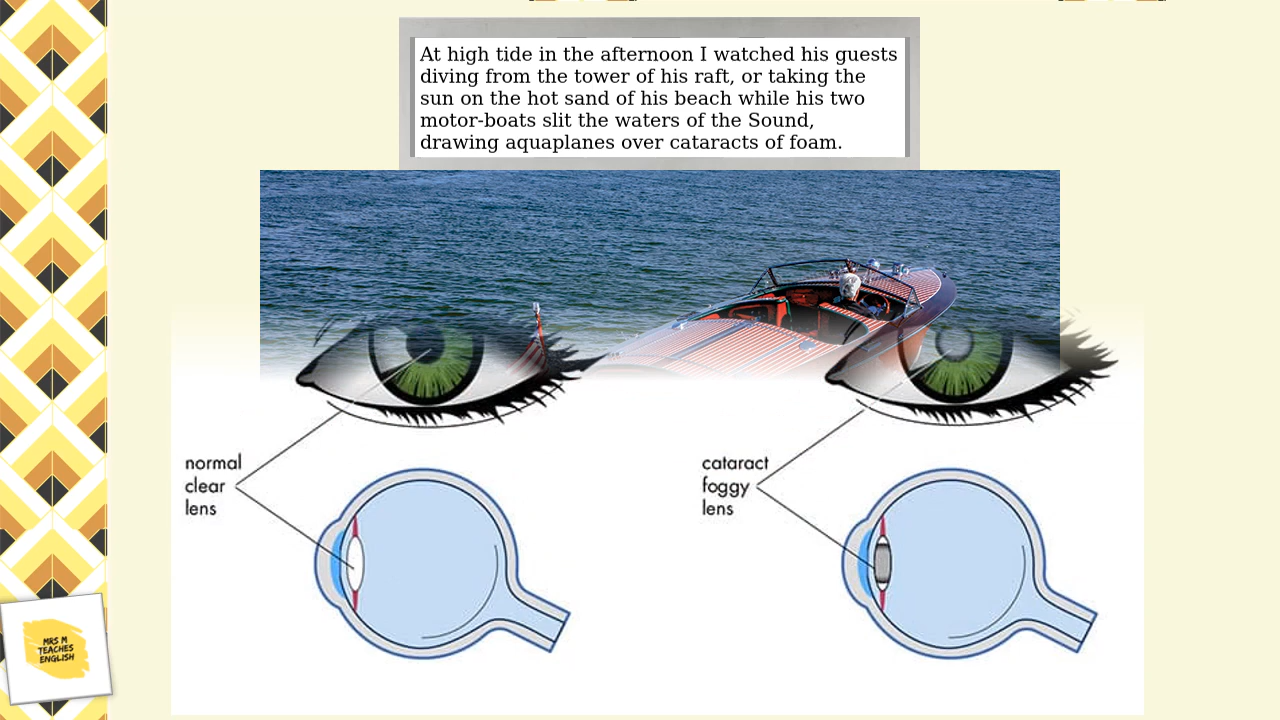 At high tide in the afternoon I watched his guests
diving from the tower of his raft, or taking the
sun on the hot sand of his beach while his two
motor-boats slit the waters of the Sound,
drawing aquaplanes over cataracts of foam.
normal
clear
lens
cataract
foggy
lens
MRS M
TEACHES
ENGLISH